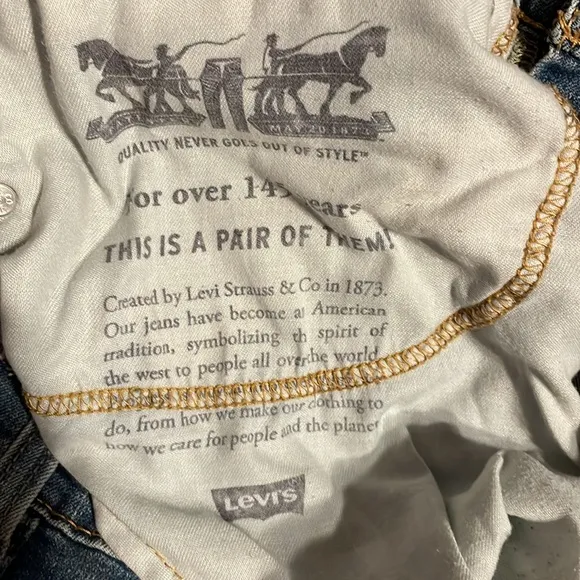 MAY 20 1873
QUALITY NEVER GOES OUT OF STYLE™
For over 145 years
THIS IS A PAIR OF THEM!
Created by Levi Strauss & Co in 1873.
Our jeans have become an American
tradition, symbolizing the spirit of
the west to people all over the world.
do, from how we make our clothing to
how we care for people and the planet
LEVI'S